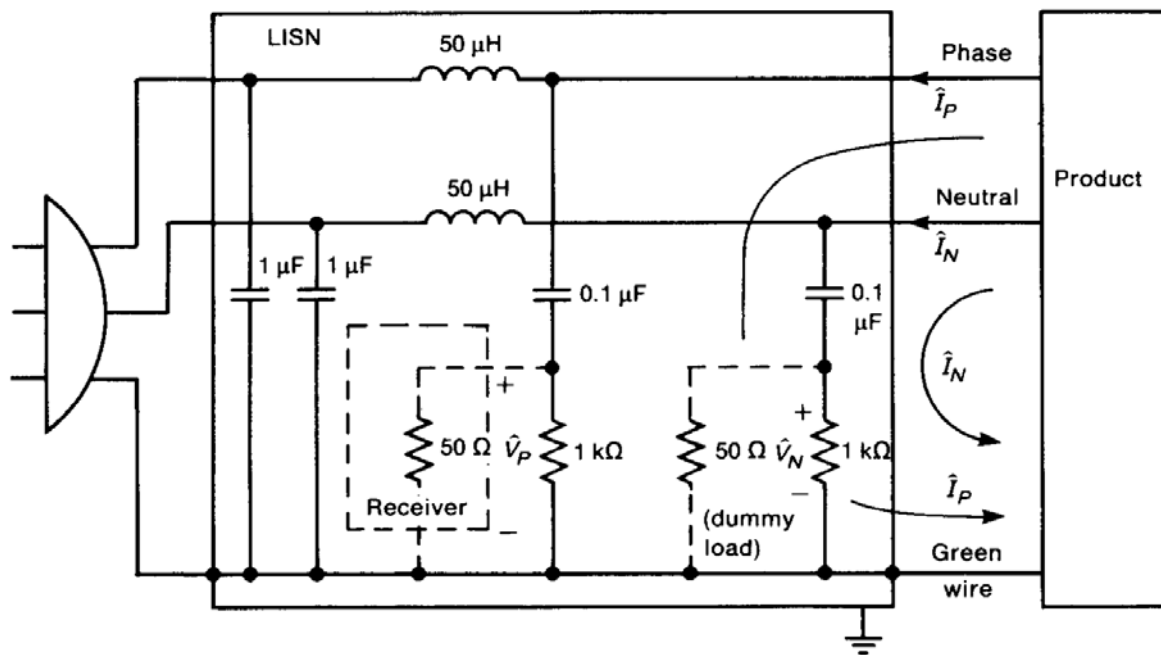 LISN
50 μH
Phase
Î_P
50 μH
Neutral
Î_N
Product
1 μF
1 μF
0.1 μF
0.1
μF
Î_N
+
+
50 Ω
V̂_P
1 kΩ
50 Ω
V̂_N
1 kΩ
Receiver
−
(dummy
load)
−
Î_P
Green
wire